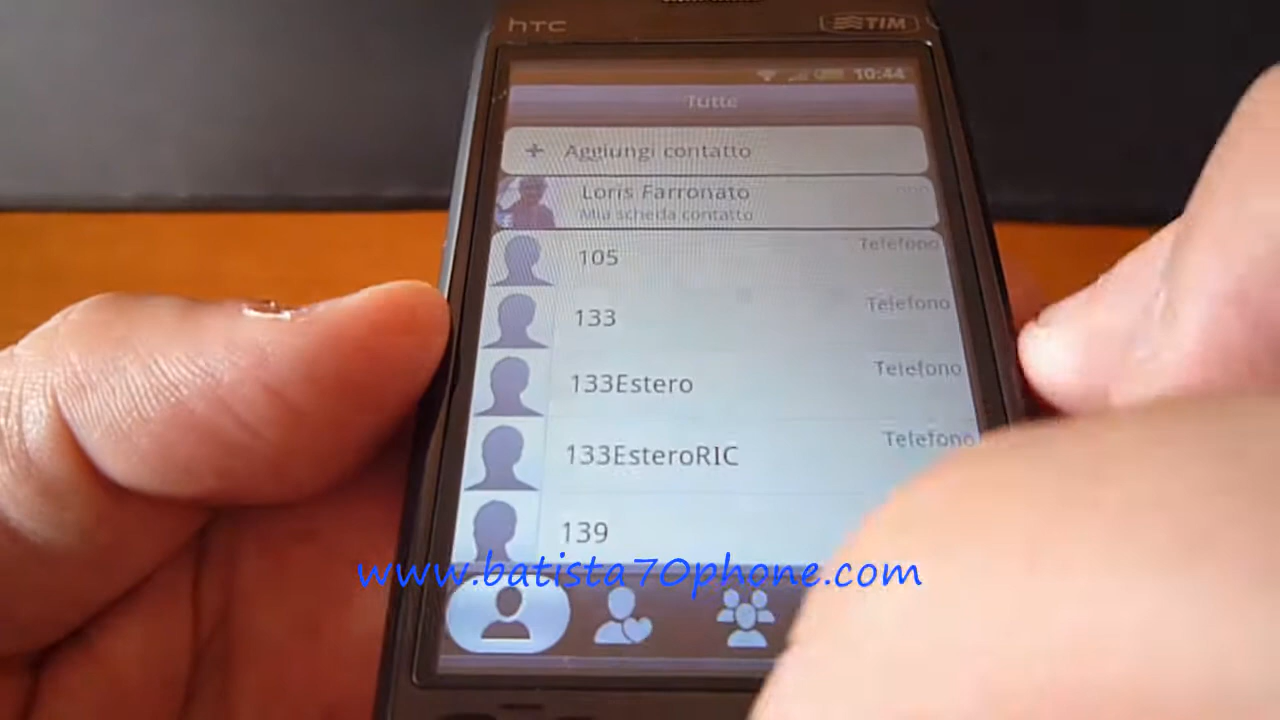 htc
TIM
10:44
Tutte
+ Aggiungi contatto
Loris Farronato
Mia scheda contatto
105
Telefono
133
Telefono
133Estero
Telefono
133EsteroRIC
Telefono
139
www.batista70phone.com